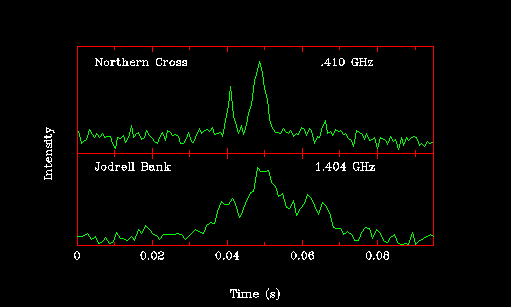 Northern Cross .410 GHz
Intensity
Jodrell Bank 1.404 GHz
0 0.02 0.04 0.06 0.08
Time (s)